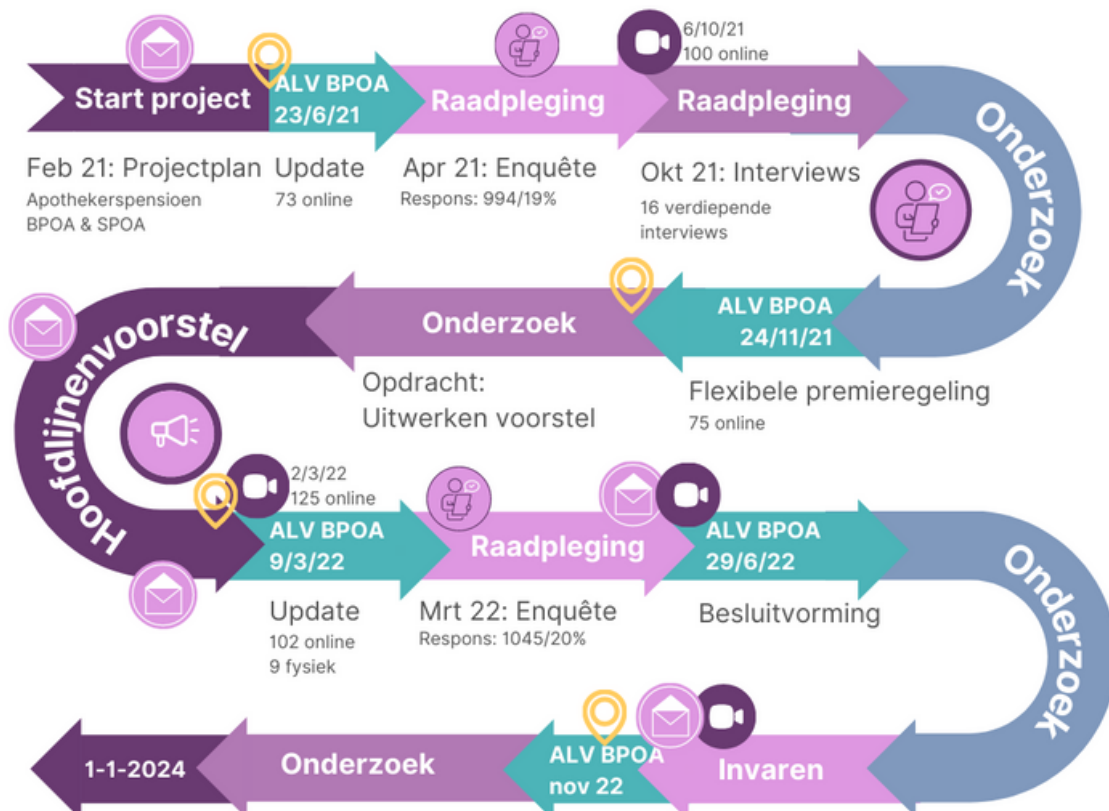 6/10/21
100 online
Start project
ALV BPOA
23/6/21
Raadpleging
Raadpleging
Onderzoek
Feb 21: Projectplan
Apothekerspensioen
BPOA & SPOA
Update
73 online
Apr 21: Enquête
Respons: 994/19%
Okt 21: Interviews
16 verdiepende
interviews
ALV BPOA
24/11/21
Onderzoek
Hoofdlijnenvoorstel
Flexibele premieregeling
75 online
Opdracht:
Uitwerken voorstel
2/3/22
125 online
ALV BPOA
9/3/22
Raadpleging
ALV BPOA
29/6/22
Onderzoek
Update
102 online
9 fysiek
Mrt 22: Enquête
Respons: 1045/20%
Besluitvorming
Invaren
ALV BPOA
nov 22
Onderzoek
1-1-2024